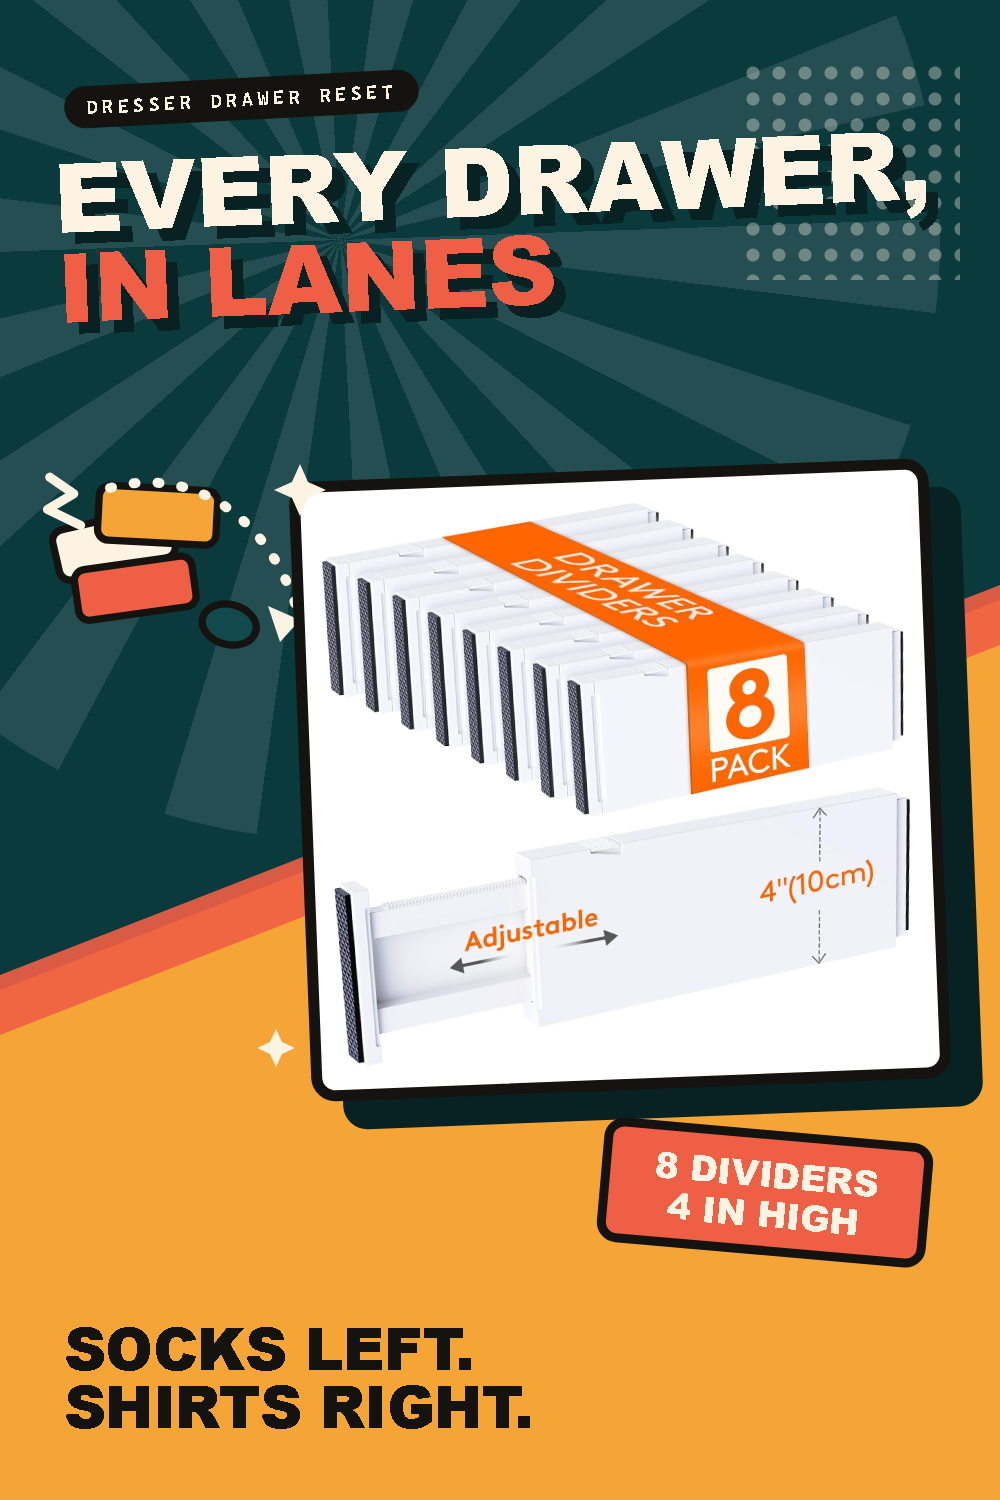 DRESSER DRAWER RESET
EVERY DRAWER,
IN LANES
DRAWER
DIVIDERS
8
PACK
4"(10cm)
Adjustable
8 DIVIDERS
4 IN HIGH
SOCKS LEFT.
SHIRTS RIGHT.